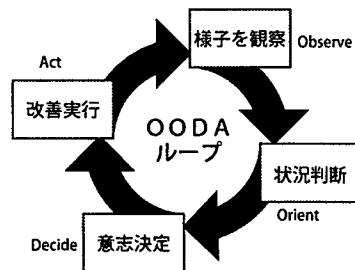 様子を観察
Observe
状況判断
Orient
意志決定
Decide
改善実行
Act
OODA
ループ